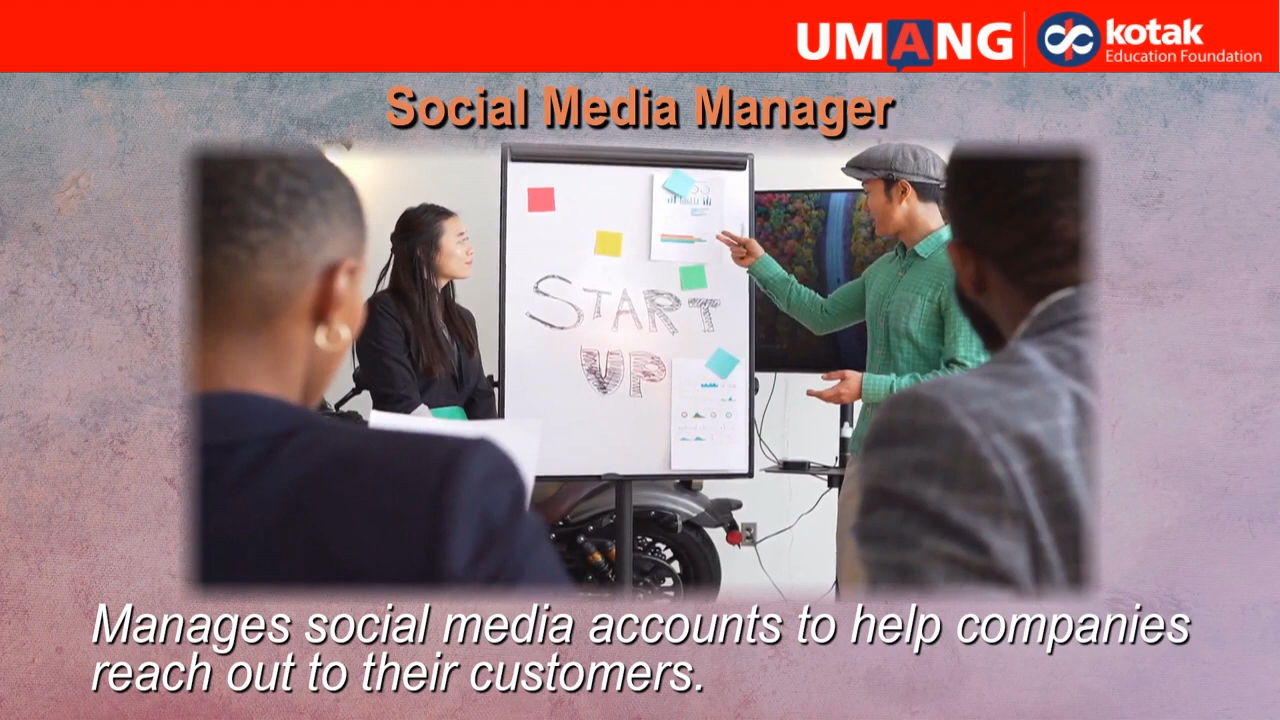 UMANG
kotak
Education Foundation
Social Media Manager
START
UP
Manages social media accounts to help companies
reach out to their customers.